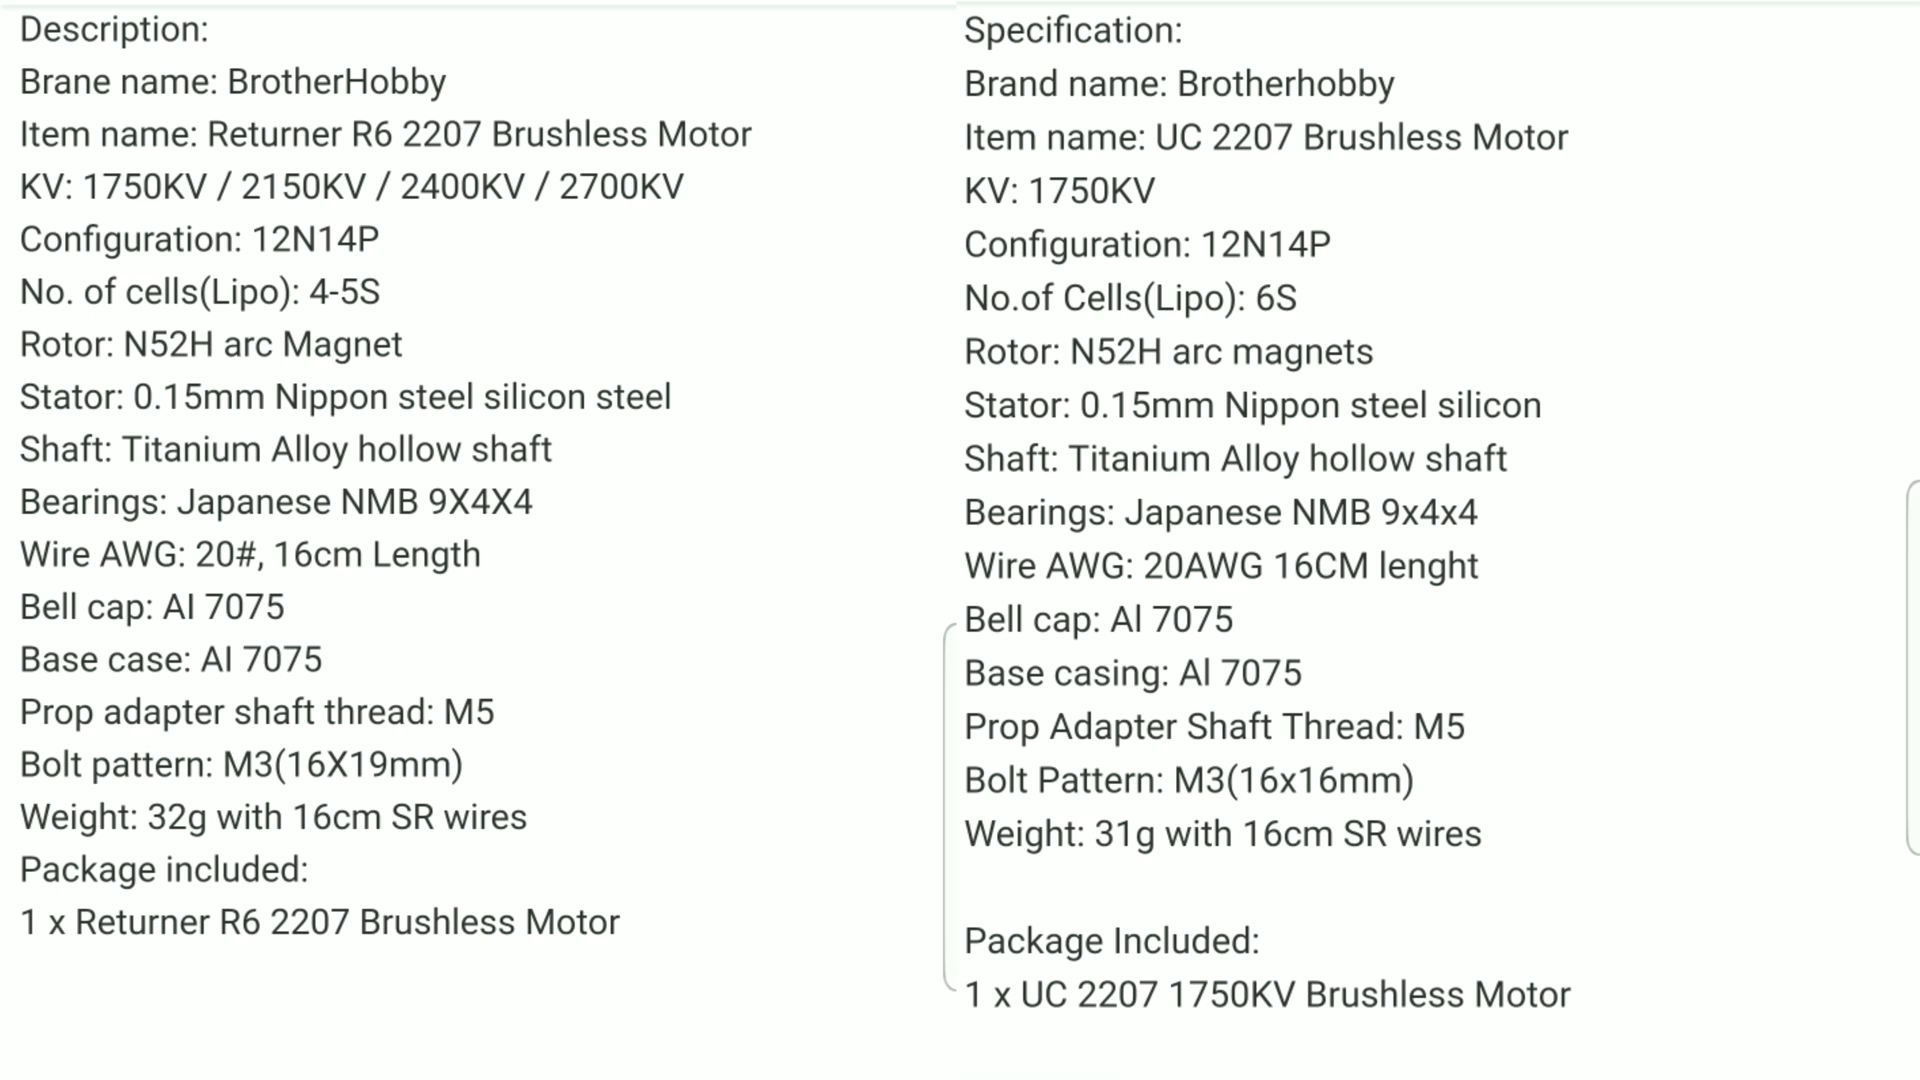 Description:
Brane name: BrotherHobby
Item name: Returner R6 2207 Brushless Motor
KV: 1750KV / 2150KV / 2400KV / 2700KV
Configuration: 12N14P
No. of cells(Lipo): 4-5S
Rotor: N52H arc Magnet
Stator: 0.15mm Nippon steel silicon steel
Shaft: Titanium Alloy hollow shaft
Bearings: Japanese NMB 9X4X4
Wire AWG: 20#, 16cm Length
Bell cap: AI 7075
Base case: AI 7075
Prop adapter shaft thread: M5
Bolt pattern: M3(16X19mm)
Weight: 32g with 16cm SR wires
Package included:
1 x Returner R6 2207 Brushless Motor
Specification:
Brand name: Brotherhobby
Item name: UC 2207 Brushless Motor
KV: 1750KV
Configuration: 12N14P
No.of Cells(Lipo): 6S
Rotor: N52H arc magnets
Stator: 0.15mm Nippon steel silicon
Shaft: Titanium Alloy hollow shaft
Bearings: Japanese NMB 9x4x4
Wire AWG: 20AWG 16CM lenght
Bell cap: Al 7075
Base casing: Al 7075
Prop Adapter Shaft Thread: M5
Bolt Pattern: M3(16x16mm)
Weight: 31g with 16cm SR wires
Package Included:
1 x UC 2207 1750KV Brushless Motor